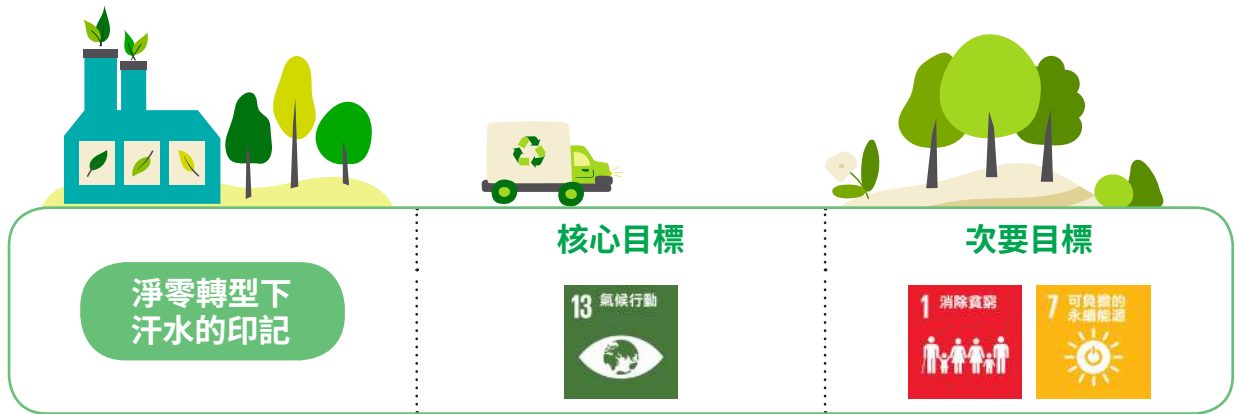 淨零轉型下
汗水的印記
核心目標
13 氣候行動
次要目標
1 消除貧窮
7 可負擔的
永續能源